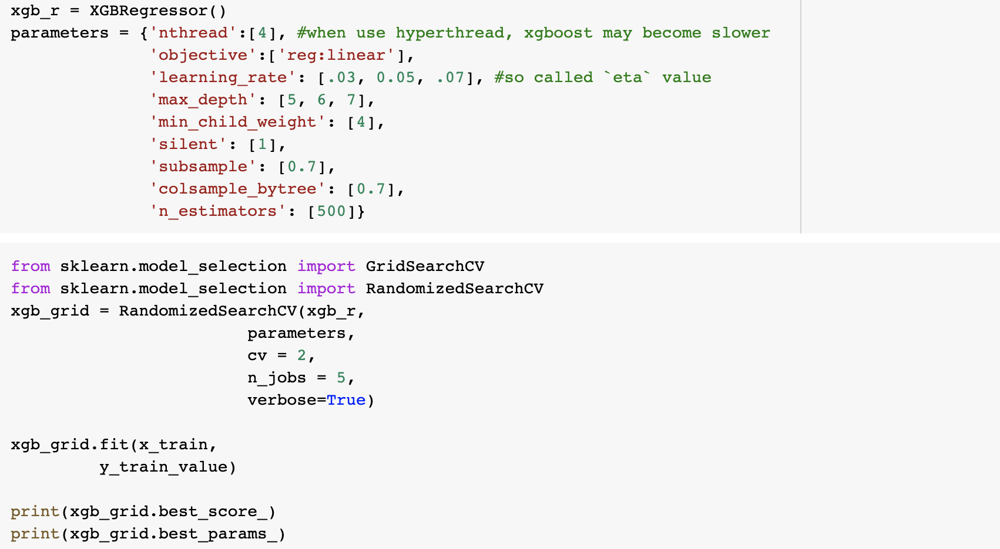 xgb_r = XGBRegressor()
parameters = {'nthread':[4], #when use hyperthread, xgboost may become slower
              'objective':['reg:linear'],
              'learning_rate': [.03, 0.05, .07], #so called `eta` value
              'max_depth': [5, 6, 7],
              'min_child_weight': [4],
              'silent': [1],
              'subsample': [0.7],
              'colsample_bytree': [0.7],
              'n_estimators': [500]}
from sklearn.model_selection import GridSearchCV
from sklearn.model_selection import RandomizedSearchCV
xgb_grid = RandomizedSearchCV(xgb_r,
                        parameters,
                        cv = 2,
                        n_jobs = 5,
                        verbose=True)
xgb_grid.fit(x_train,
         y_train_value)
print(xgb_grid.best_score_)
print(xgb_grid.best_params_)